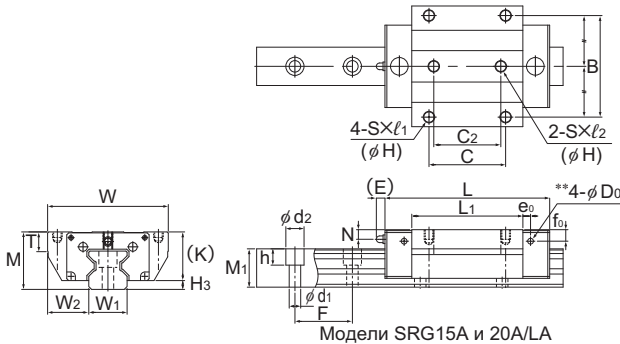 B
4-S×ℓ1
(φH)
C2
C
2-S×ℓ2
(φH)
W
T
M
(K)
H3
W2
W1
(E)
L
L1
e0
**4-φD0
φd2
N
f0
h
M1
φd1
F
Модели SRG15A и 20A/LA